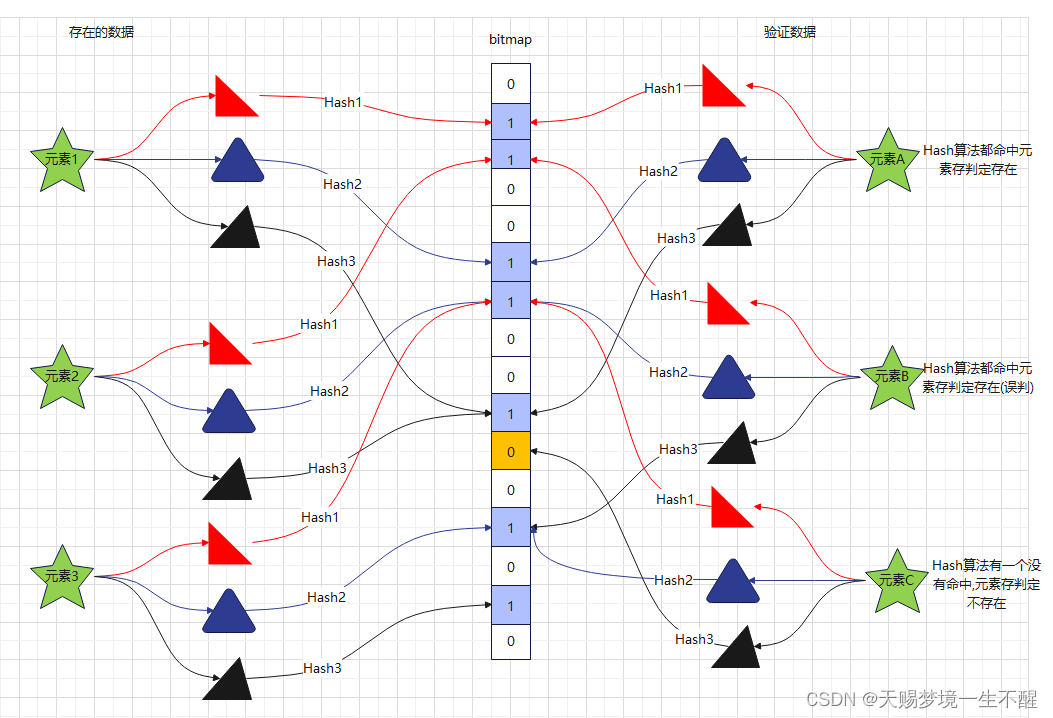 存在的数据
bitmap
验证数据
元素1
Hash1
Hash2
Hash3
元素2
Hash1
Hash2
Hash3
元素3
Hash1
Hash2
Hash3
0
1
1
0
0
1
1
0
0
1
0
0
1
0
1
0
Hash1
Hash2
Hash3
元素A
Hash算法都命中元
素存判定存在
Hash1
Hash2
Hash3
元素B
Hash算法都命中元
素存判定存在(误判)
Hash1
Hash2
Hash3
元素C
Hash算法有一个没
有命中,元素存判定
不存在
CSDN @天赐梦境一生不醒